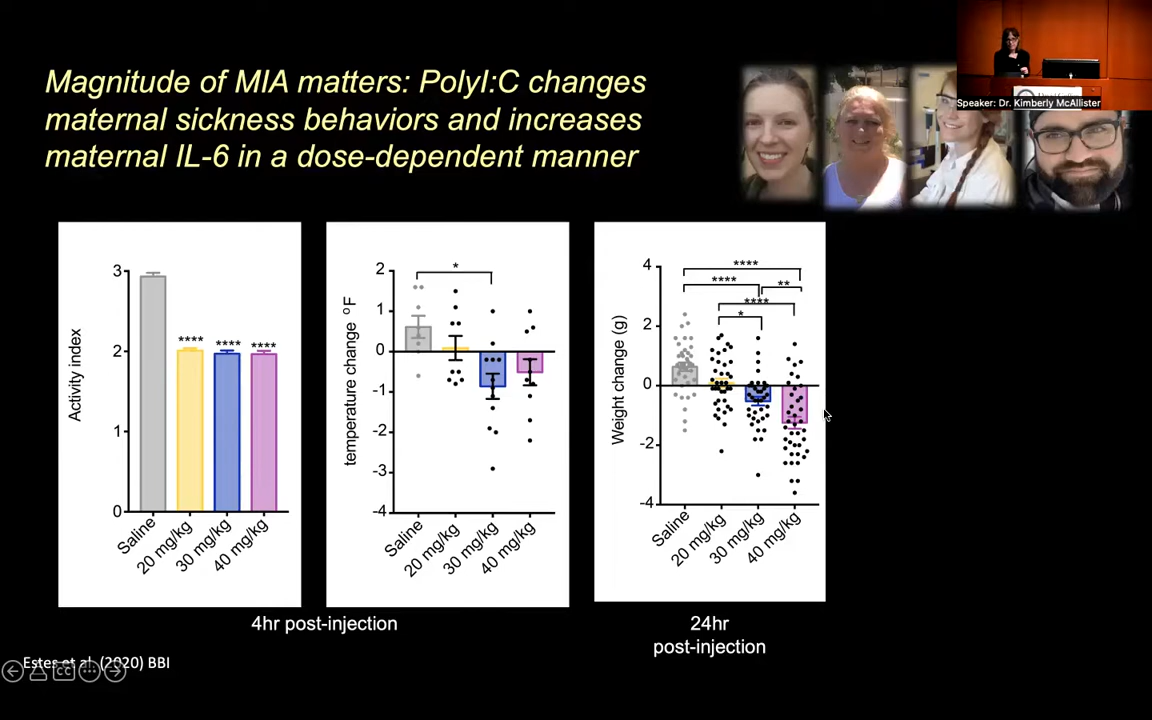 Magnitude of MIA matters: PolyI:C changes
maternal sickness behaviors and increases
maternal IL-6 in a dose-dependent manner
Speaker: Dr. Kimberly McAllister
Activity index
3
2
1
0
****
****
****
Saline
20 mg/kg
30 mg/kg
40 mg/kg
temperature change °F
2
1
0
-1
-2
-3
-4
*
Saline
20 mg/kg
30 mg/kg
40 mg/kg
4hr post-injection
Weight change (g)
4
2
0
-2
-4
****
****
**
****
*
Saline
20 mg/kg
30 mg/kg
40 mg/kg
24hr
post-injection
Estes et al. (2020) BBI
CC